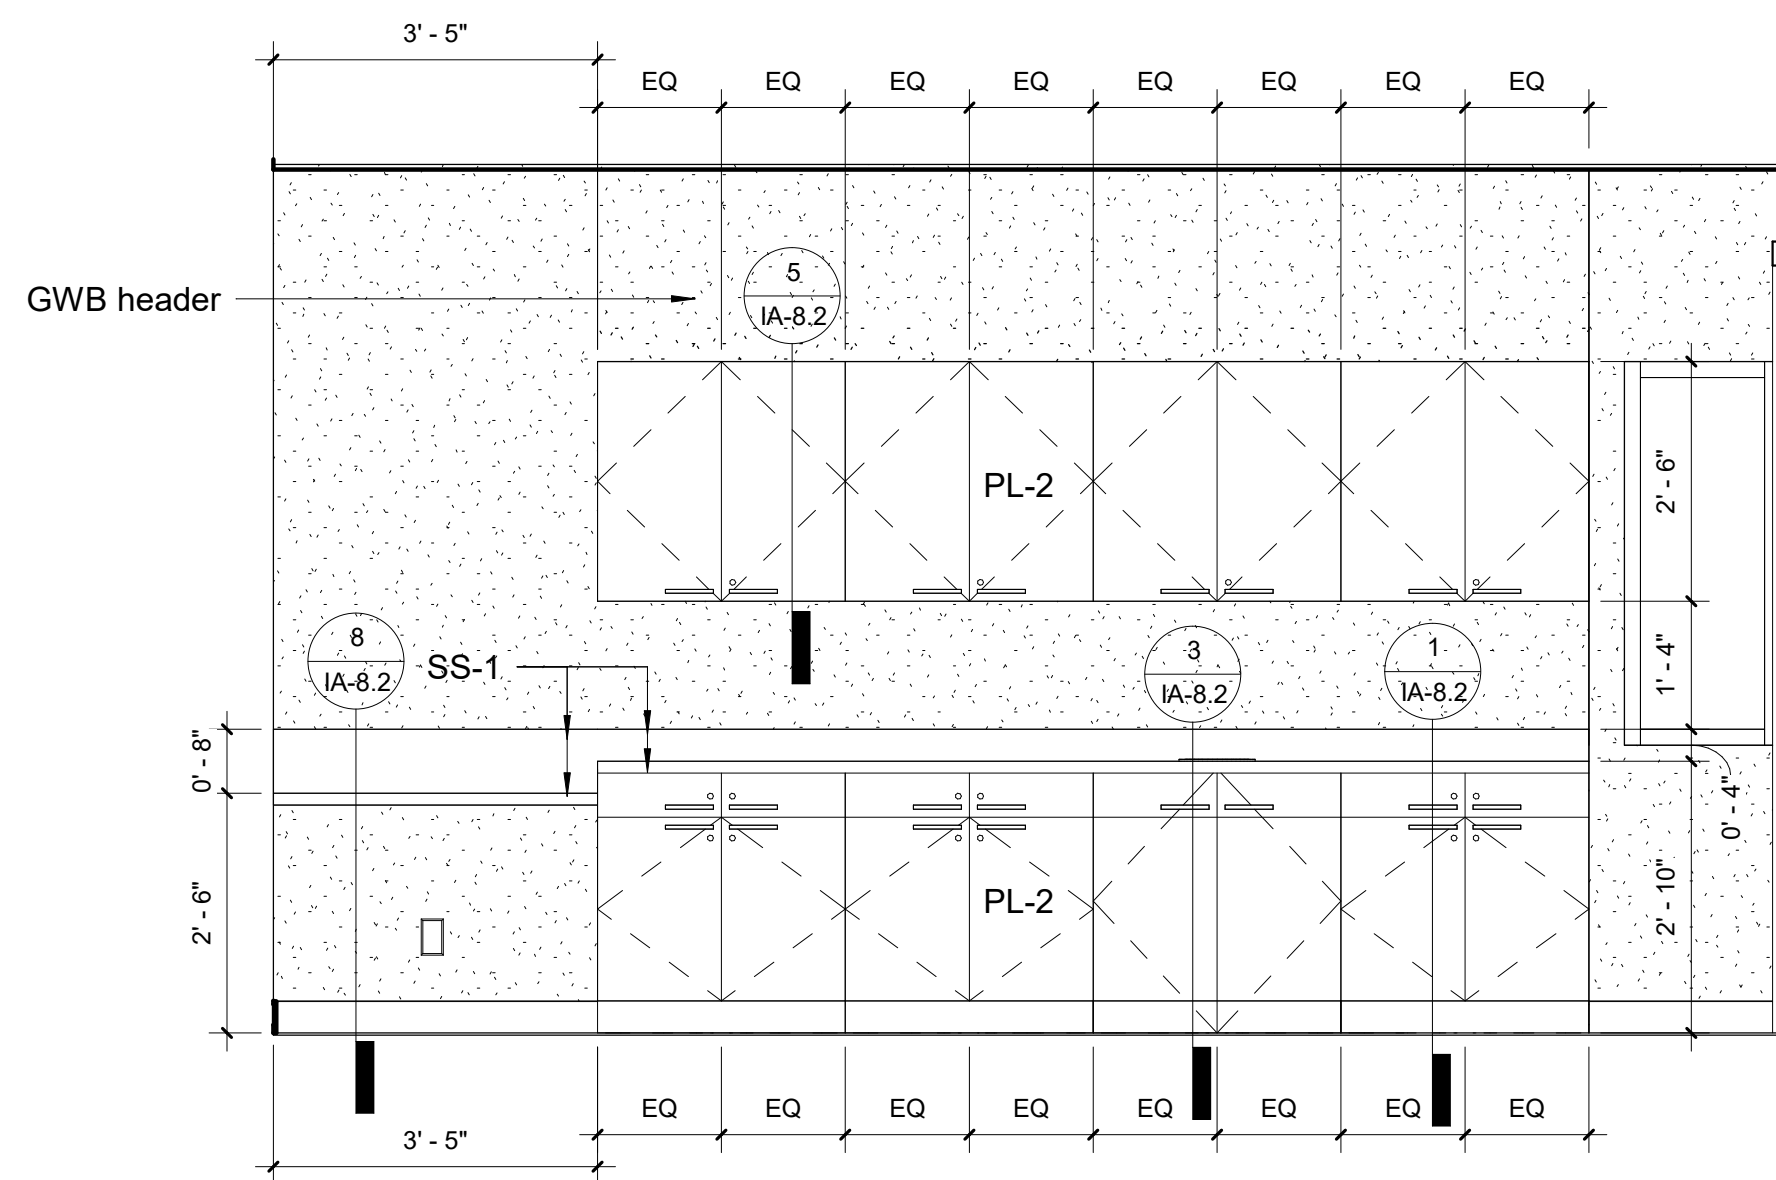 3' - 5"
EQ EQ EQ EQ EQ EQ EQ EQ
GWB header
5
IA-8.2
PL-2
2' - 6"
8
IA-8.2
SS-1
3
IA-8.2
1
IA-8.2
1' - 4"
0' - 8"
0' - 4"
2' - 6"
PL-2
2' - 10"
EQ EQ EQ EQ EQ EQ EQ EQ
3' - 5"